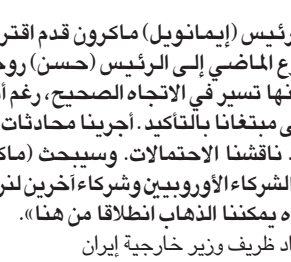 رئيس (إيمانويل) ماكرون قدم اقتر
ع الماضي إلى الرئيس (حسن) روح
نها تسير في الاتجاه الصحيح، رغم أ
ى مبتغانا بالتأكيد. أجرينا محادثات
. ناقشنا الاحتمالات. وسيبحث (ماك
الشركاء الأوروبيين وشركاء آخرين لنر
ه يمكننا الذهاب انطلاقا من هنا».
اد ظريف وزير خارجية إيران